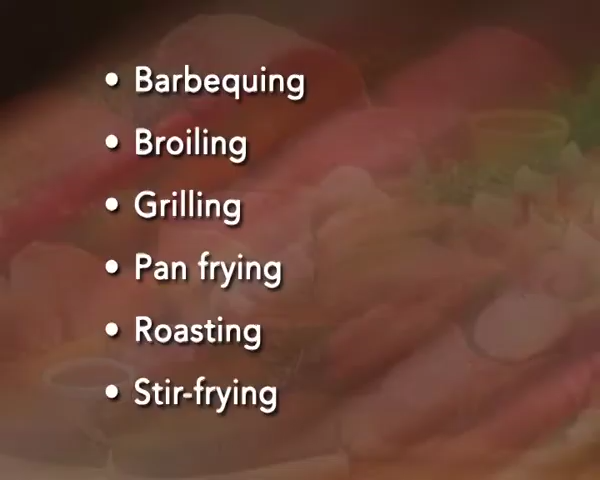 • Barbequing
• Broiling
• Grilling
• Pan frying
• Roasting
• Stir-frying